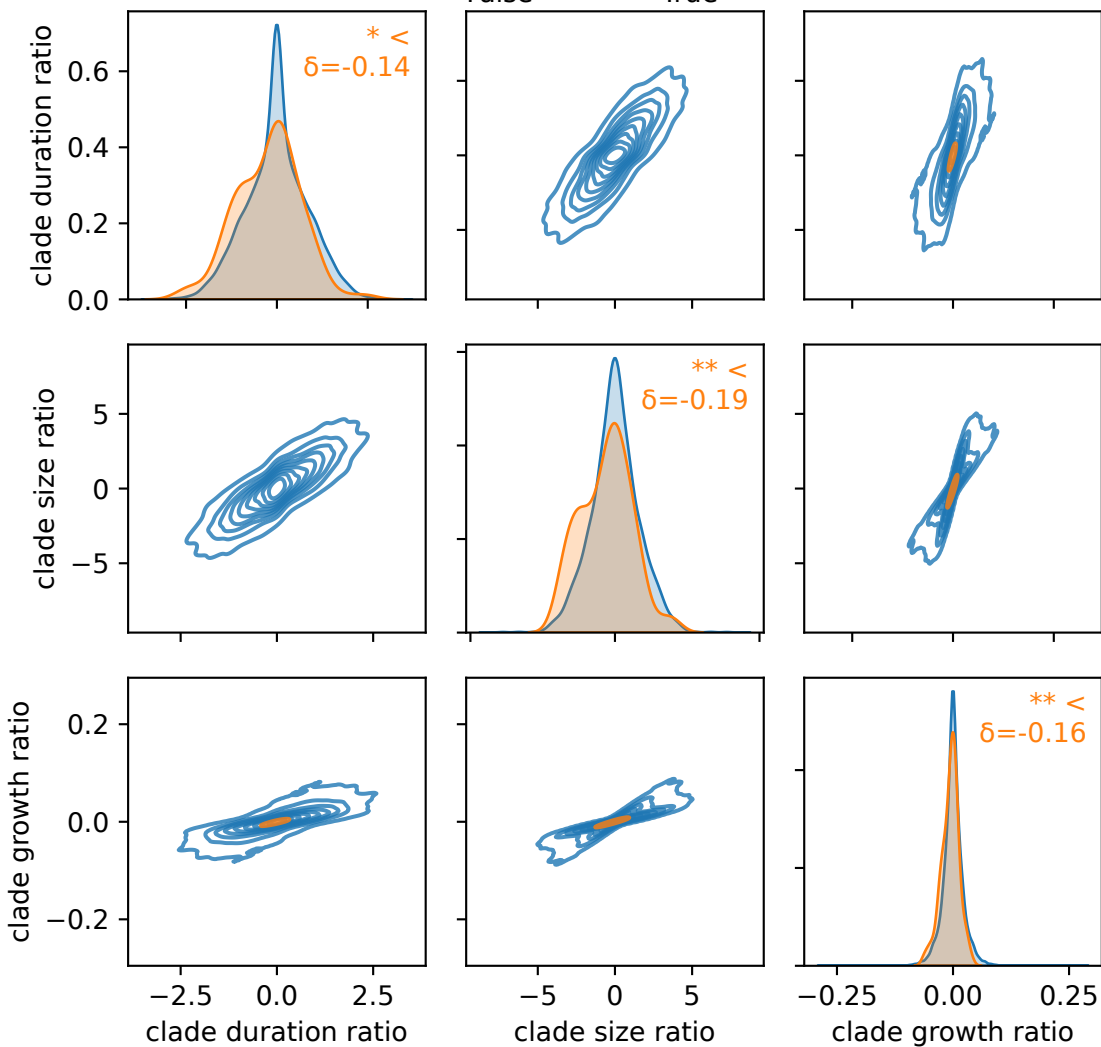 True
* <
δ=-0.14
clade duration ratio
0.6
0.4
0.2
0.0
** <
δ=-0.19
clade size ratio
5
0
−5
** <
δ=-0.16
clade growth ratio
0.2
0.0
−0.2
−2.5 0.0 2.5 −5 0 5 −0.25 0.00 0.25
clade duration ratio clade size ratio clade growth ratio